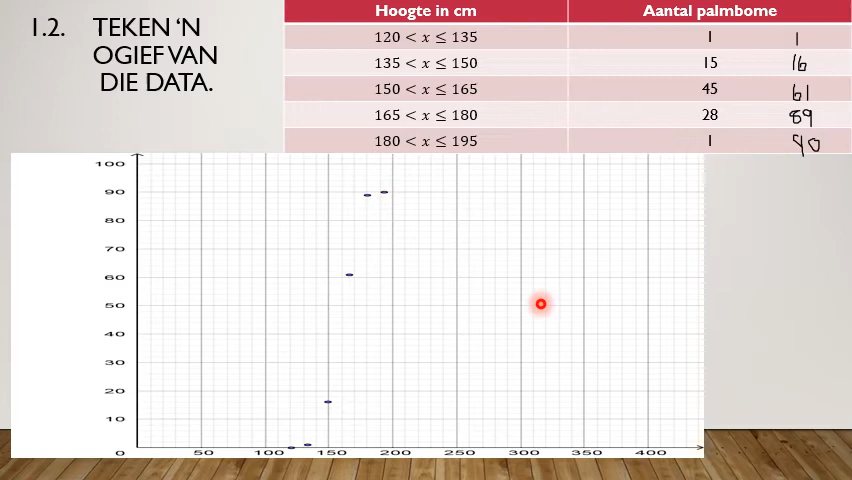 1.2. TEKEN ‘N
OGIEF VAN
DIE DATA.
Hoogte in cm Aantal palmbome
120 < x ≤ 135 1 1
135 < x ≤ 150 15 16
150 < x ≤ 165 45 61
165 < x ≤ 180 28 89
180 < x ≤ 195 1 90
100
90
80
70
60
50
40
30
20
10
0 50 100 150 200 250 300 350 400